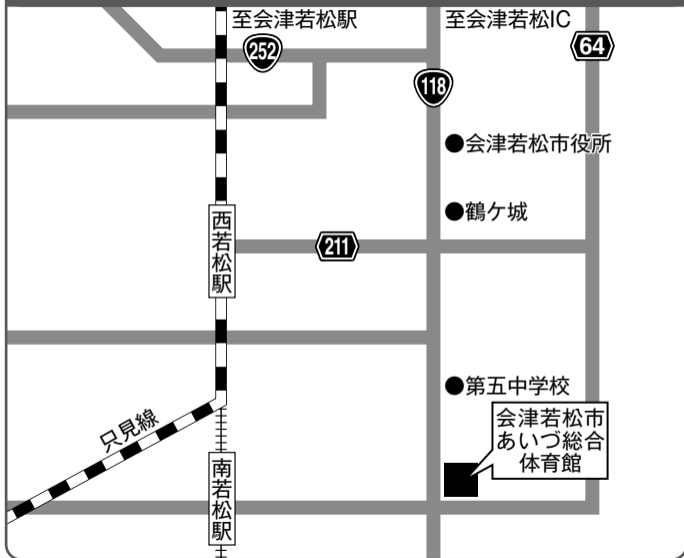 至会津若松駅
至会津若松IC
252
64
118
●会津若松市役所
●鶴ケ城
西若松駅
211
●第五中学校
只見線
会津若松市
あいづ総合
体育館
南若松駅